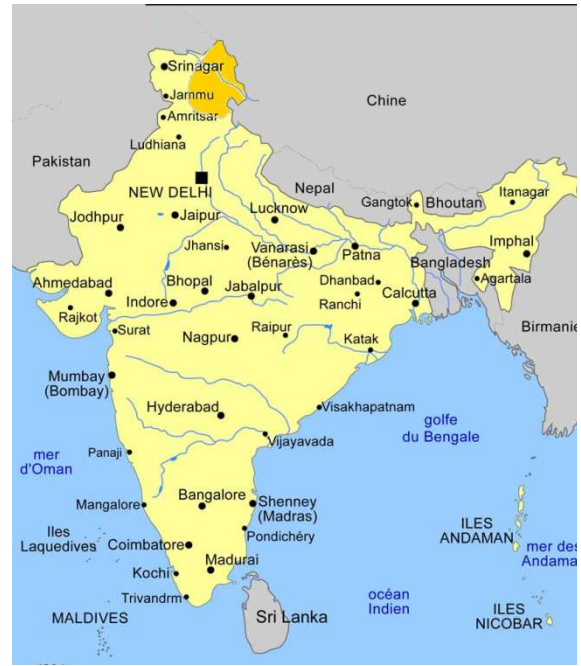 Srinagar
Chine
Jammu
Amritsar
Ludhiana
Pakistan
NEW DELHI
Nepal
Gangtok
Bhoutan
Itanagar
Jodhpur
Jaipur
Lucknow
Jhansi
Vanarasi
(Bénarès)
Patna
Imphal
Bangladesh
Ahmedabad
Bhopal
Jabalpur
Dhanbad
Ranchi
Calcutta
Agartala
Indore
Rajkot
Surat
Nagpur
Raipur
Katak
Birmanie
Mumbay
(Bombay)
Hyderabad
Visakhapatnam
golfe
du Bengale
Vijayavada
mer
d'Oman
Panaji
Mangalore
Bangalore
Shenney
(Madras)
Iles
Laquedives
Pondichéry
Coimbatore
ILES
ANDAMAN
mer des
Andama
Kochi
Madurai
Trivandrm
océan
Indien
MALDIVES
Sri Lanka
ILES
NICOBAR